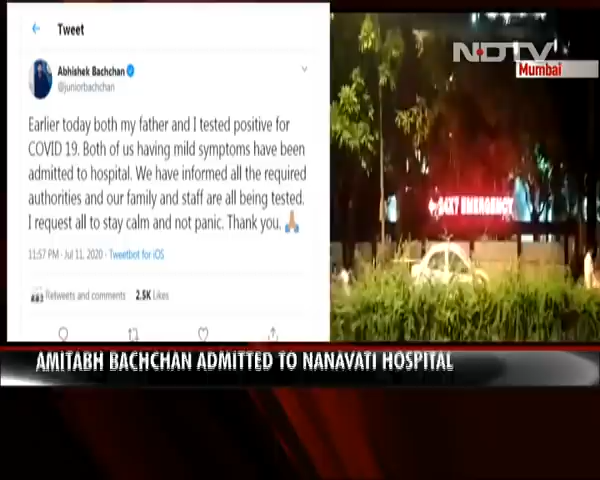 Tweet
Abhishek Bachchan
@juniorbachchan
Earlier today both my father and I tested positive for
COVID 19. Both of us having mild symptoms have been
admitted to hospital. We have informed all the required
authorities and our family and staff are all being tested.
I request all to stay calm and not panic. Thank you. 🙏🏽
11:57 PM · Jul 11, 2020 · Tweetbot for iOS
Retweets and comments 2.5K Likes
NDTV
Mumbai
24X7 EMERGENCY
AMITABH BACHCHAN ADMITTED TO NANAVATI HOSPITAL